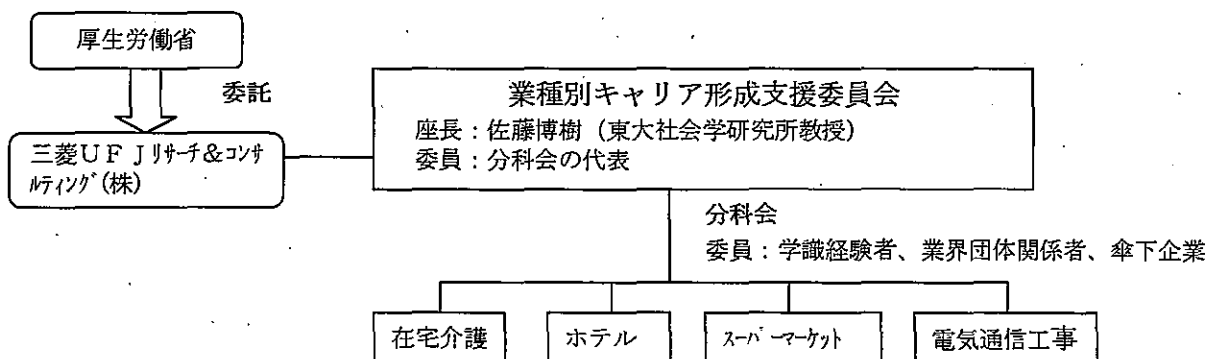 厚生労働省
委託
三菱UFJリサーチ&コンサ
ルティング(株)
業種別キャリア形成支援委員会
座長:佐藤博樹(東大社会学研究所教授)
委員:分科会の代表
分科会
委員:学識経験者、業界団体関係者、傘下企業
在宅介護
ホテル
スーパーマーケット
電気通信工事